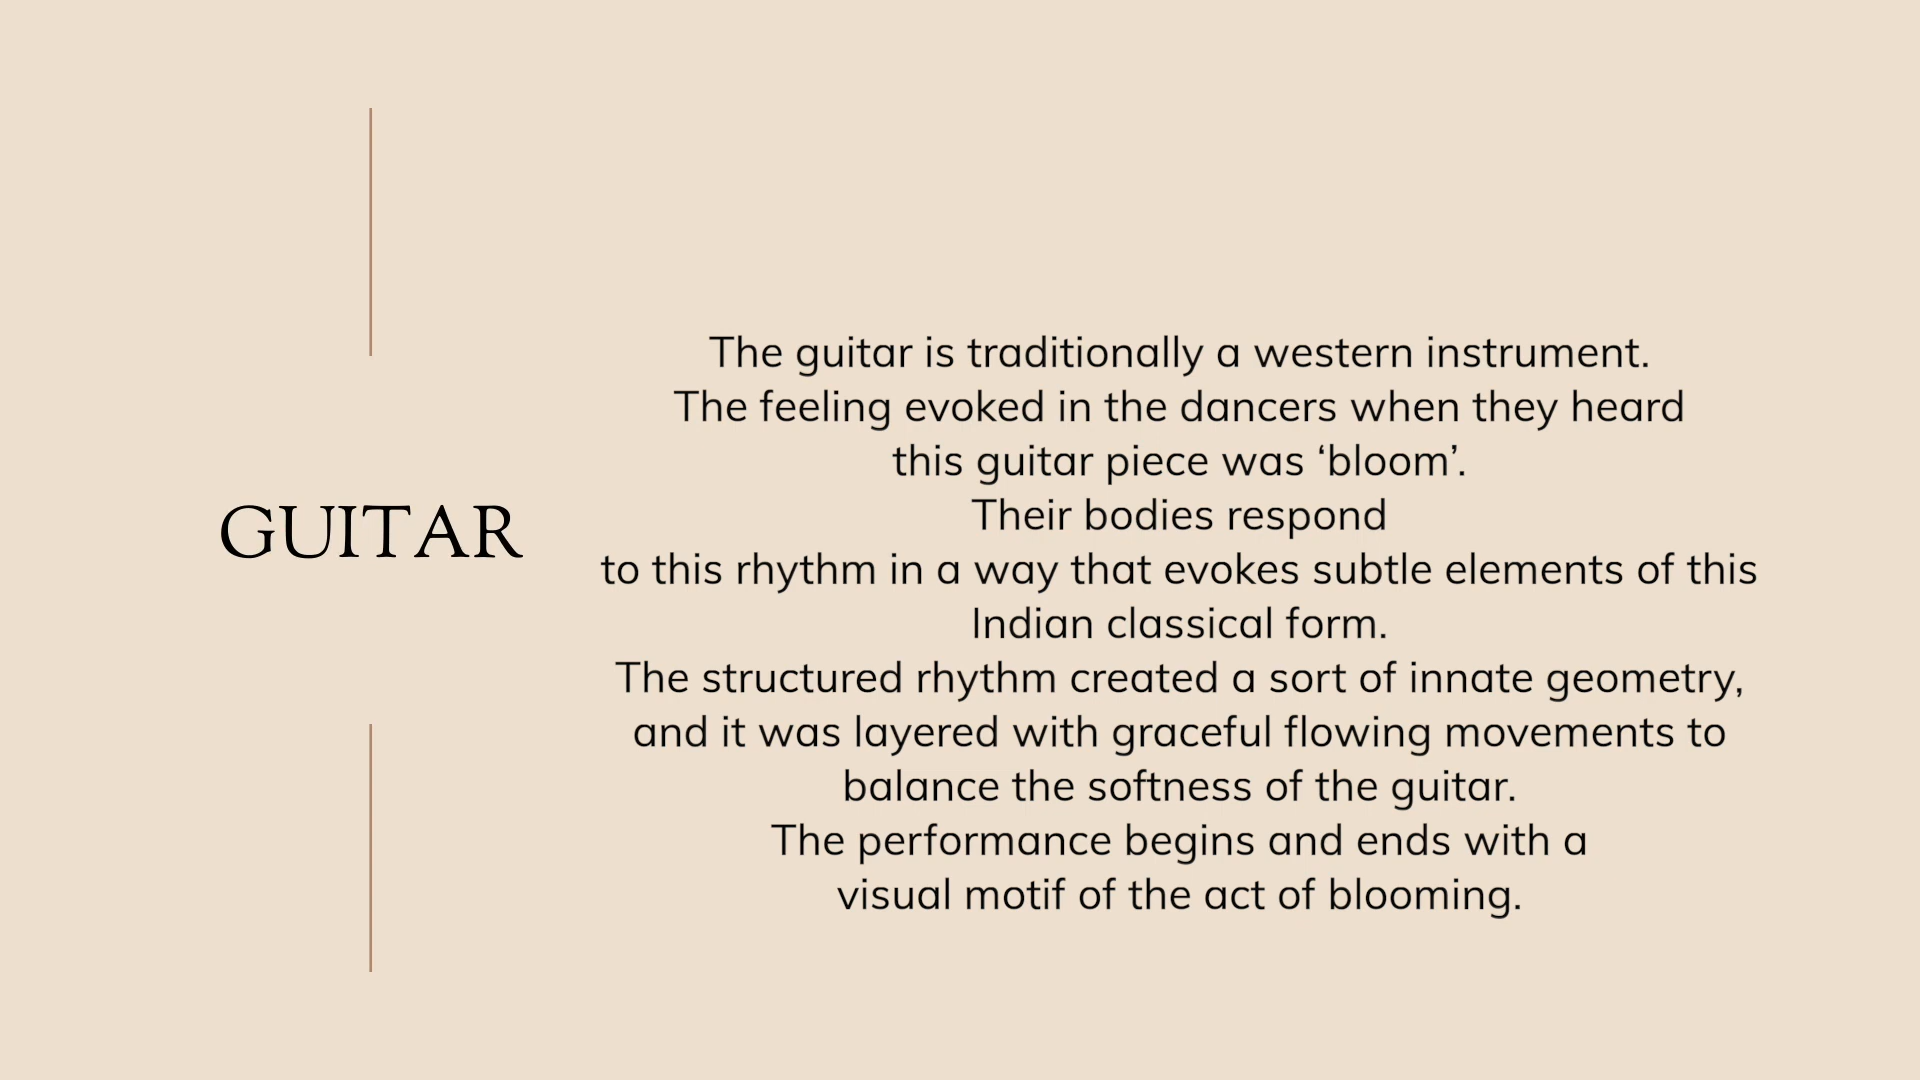 GUITAR
The guitar is traditionally a western instrument.
The feeling evoked in the dancers when they heard
this guitar piece was ‘bloom’.
Their bodies respond
to this rhythm in a way that evokes subtle elements of this
Indian classical form.
The structured rhythm created a sort of innate geometry,
and it was layered with graceful flowing movements to
balance the softness of the guitar.
The performance begins and ends with a
visual motif of the act of blooming.